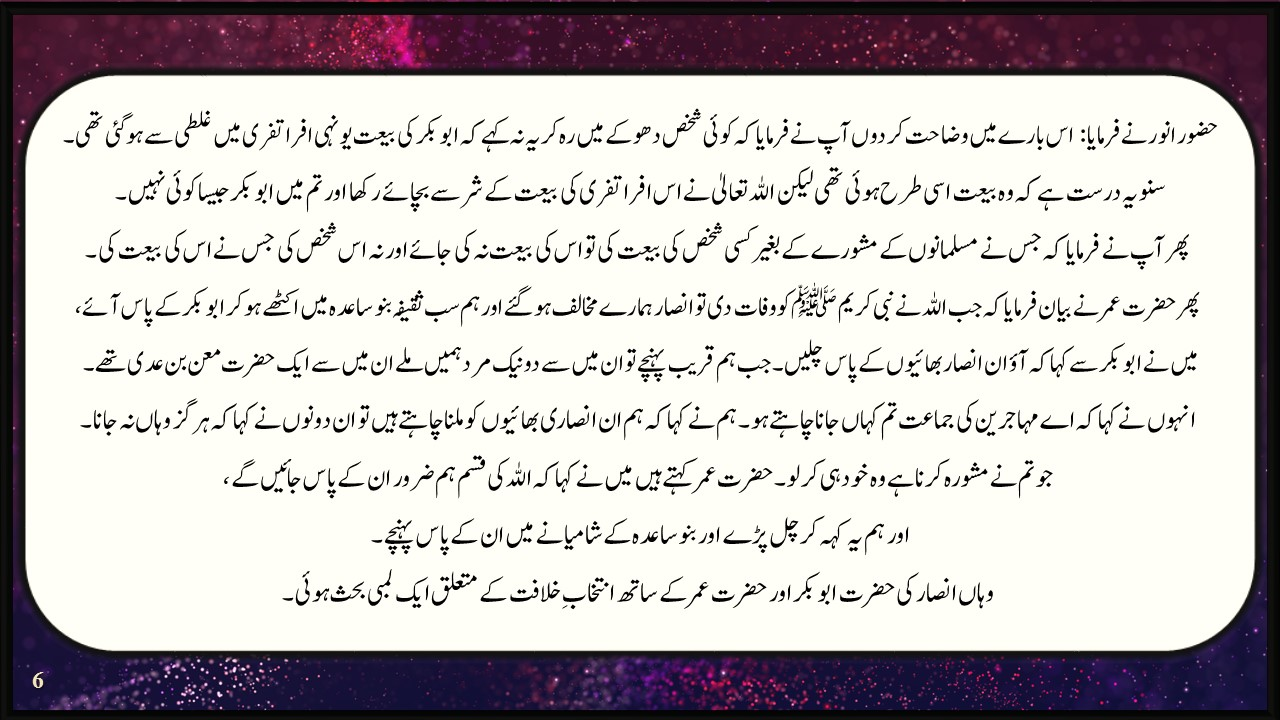 حضور انور نے فرمایا: اس بارے میں وضاحت کر دوں آپ نے فرمایا کہ کوئی شخص دھوکے میں رہ کر یہ نہ کہے کہ ابو بکر کی بیعت یونہی افراتفری میں غلطی سے ہوگئی تھی۔
سنو یہ درست ہے کہ وہ بیعت اسی طرح ہوئی تھی لیکن اللہ تعالیٰ نے اس افراتفری کی بیعت کے شر سے بچائے رکھا اور تم میں ابو بکر جیسا کوئی نہیں۔
پھر آپ نے فرمایا کہ جس نے مسلمانوں کے مشورے کے بغیر کسی شخص کی بیعت کی تو اس کی بیعت نہ کی جائے اور نہ اس شخص کی جس نے اس کی بیعت کی۔
پھر حضرت عمر نے بیان فرمایا کہ جب اللہ نے نبی کریم ﷺ کو وفات دی تو انصار ہمارے مخالف ہو گئے اور ہم سب ثقیفہ بنو ساعدہ میں اکٹھے ہو کر ابو بکر کے پاس آئے،
میں نے ابو بکر سے کہا کہ آؤ ان انصار بھائیوں کے پاس چلیں۔ جب ہم قریب پہنچے تو ان میں سے دو نیک مرد ہمیں ملے ان میں سے ایک حضرت معن بن عدی تھے۔
انہوں نے کہا کہ اے مہاجرین کی جماعت تم کہاں جانا چاہتے ہو۔ ہم نے کہا کہ ہم ان انصاری بھائیوں کو ملنا چاہتے ہیں تو ان دونوں نے کہا کہ ہرگز وہاں نہ جانا۔
جو تم نے مشورہ کرنا ہے وہ خود ہی کر لو۔ حضرت عمر کہتے ہیں میں نے کہا کہ اللہ کی قسم ہم ضرور ان کے پاس جائیں گے،
اور ہم یہ کہہ کر چل پڑے اور بنو ساعدہ کے شامیانے میں ان کے پاس پہنچے۔
وہاں انصار کی حضرت ابو بکر اور حضرت عمر کے ساتھ انتخابِ خلافت کے متعلق ایک لمبی بحث ہوئی۔
6